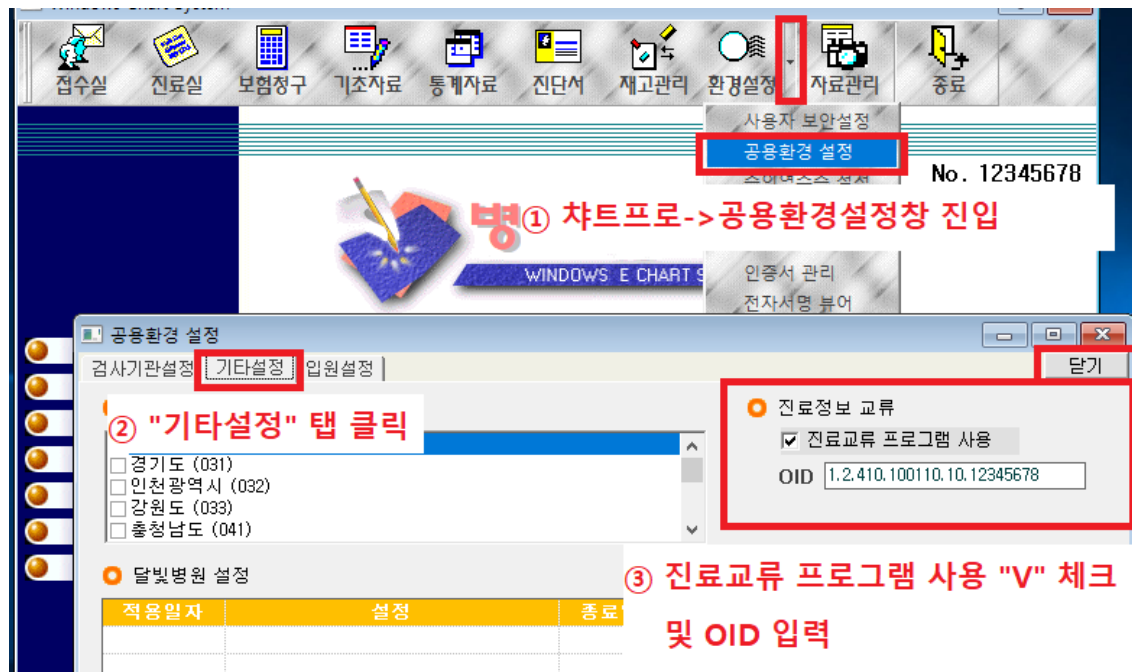 접수실 진료실 보험청구 기초자료 통계자료 진단서 재고관리 환경설정 자료관리 종료
사용자 보안설정
공용환경 설정
No. 12345678
병
① 챠트프로->공용환경설정창 진입
WINDOWS E CHART S
인증서 관리
전자서명 뷰어
공용환경 설정
검사기관설정 기타설정 입원설정
닫기
② "기타설정" 탭 클릭
진료정보 교류
진료교류 프로그램 사용
OID 1.2.410.100110.10.12345678
경기도 (031)
인천광역시 (032)
강원도 (033)
충청남도 (041)
달빛병원 설정
③ 진료교류 프로그램 사용 "V" 체크
및 OID 입력
적용일자 설정 종료